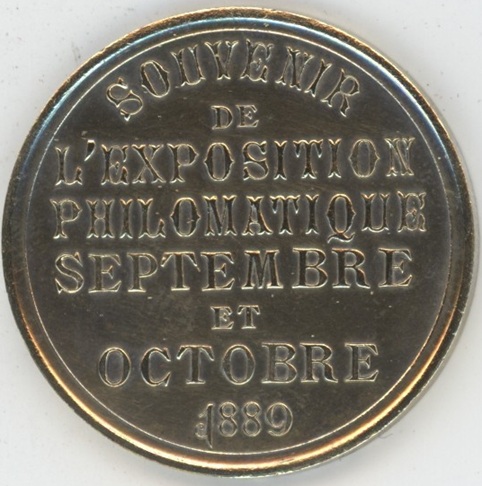 SOUVENIR
DE
L'EXPOSITION
PHILOMATIQUE
SEPTEMBRE
ET
OCTOBRE
1889